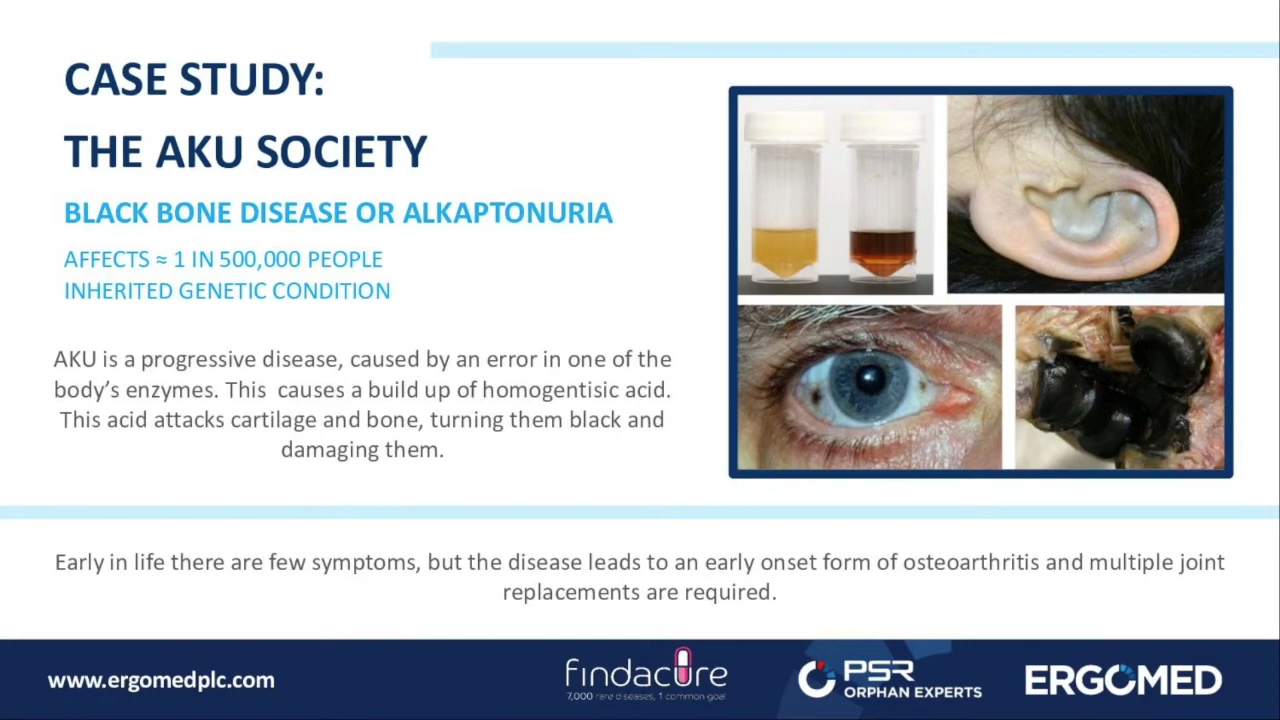 CASE STUDY:
THE AKU SOCIETY
BLACK BONE DISEASE OR ALKAPTONURIA
AFFECTS ≈ 1 IN 500,000 PEOPLE
INHERITED GENETIC CONDITION
AKU is a progressive disease, caused by an error in one of the
body’s enzymes. This  causes a build up of homogentisic acid.
This acid attacks cartilage and bone, turning them black and
damaging them.
Early in life there are few symptoms, but the disease leads to an early onset form of osteoarthritis and multiple joint
replacements are required.
www.ergomedplc.com
findacure
7,000 rare diseases, 1 common goal
PSR
ORPHAN EXPERTS
ERGOMED